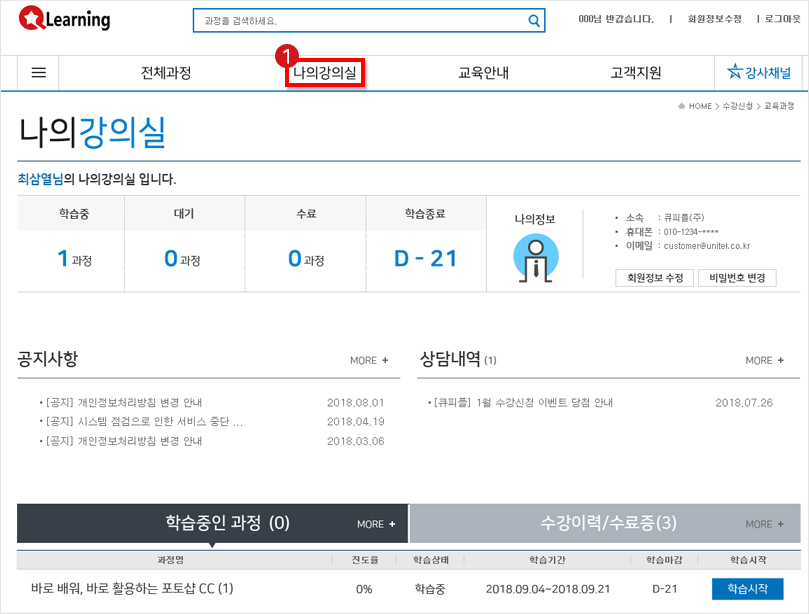 QLearning
과정을 검색하세요.
000님 반갑습니다. | 회원정보수정 | 로그아웃
1
전체과정 나의강의실 교육안내 고객지원 강사채널
HOME > 수강신청 > 교육과정
나의강의실
최삼열님의 나의강의실 입니다.
학습중 대기 수료 학습종료
1 과정 0 과정 0 과정 D - 21
나의정보
• 소속 : 큐피플(주)
• 휴대폰 : 010-1234-****
• 이메일 : customer@unitel.co.kr
회원정보 수정 비밀번호 변경
공지사항 MORE +
• [공지] 개인정보처리방침 변경 안내 2018.08.01
• [공지] 시스템 점검으로 인한 서비스 중단 ... 2018.04.19
• [공지] 개인정보처리방침 변경 안내 2018.03.06
상담내역 (1) MORE +
• [큐피플] 1월 수강신청 이벤트 당첨 안내 2018.07.26
학습중인 과정 (0) MORE + 수강이력/수료증(3) MORE +
과정명 진도율 학습상태 학습기간 학습마감 학습시작
바로 배워, 바로 활용하는 포토샵 CC (1) 0% 학습중 2018.09.04~2018.09.21 D-21 학습시작